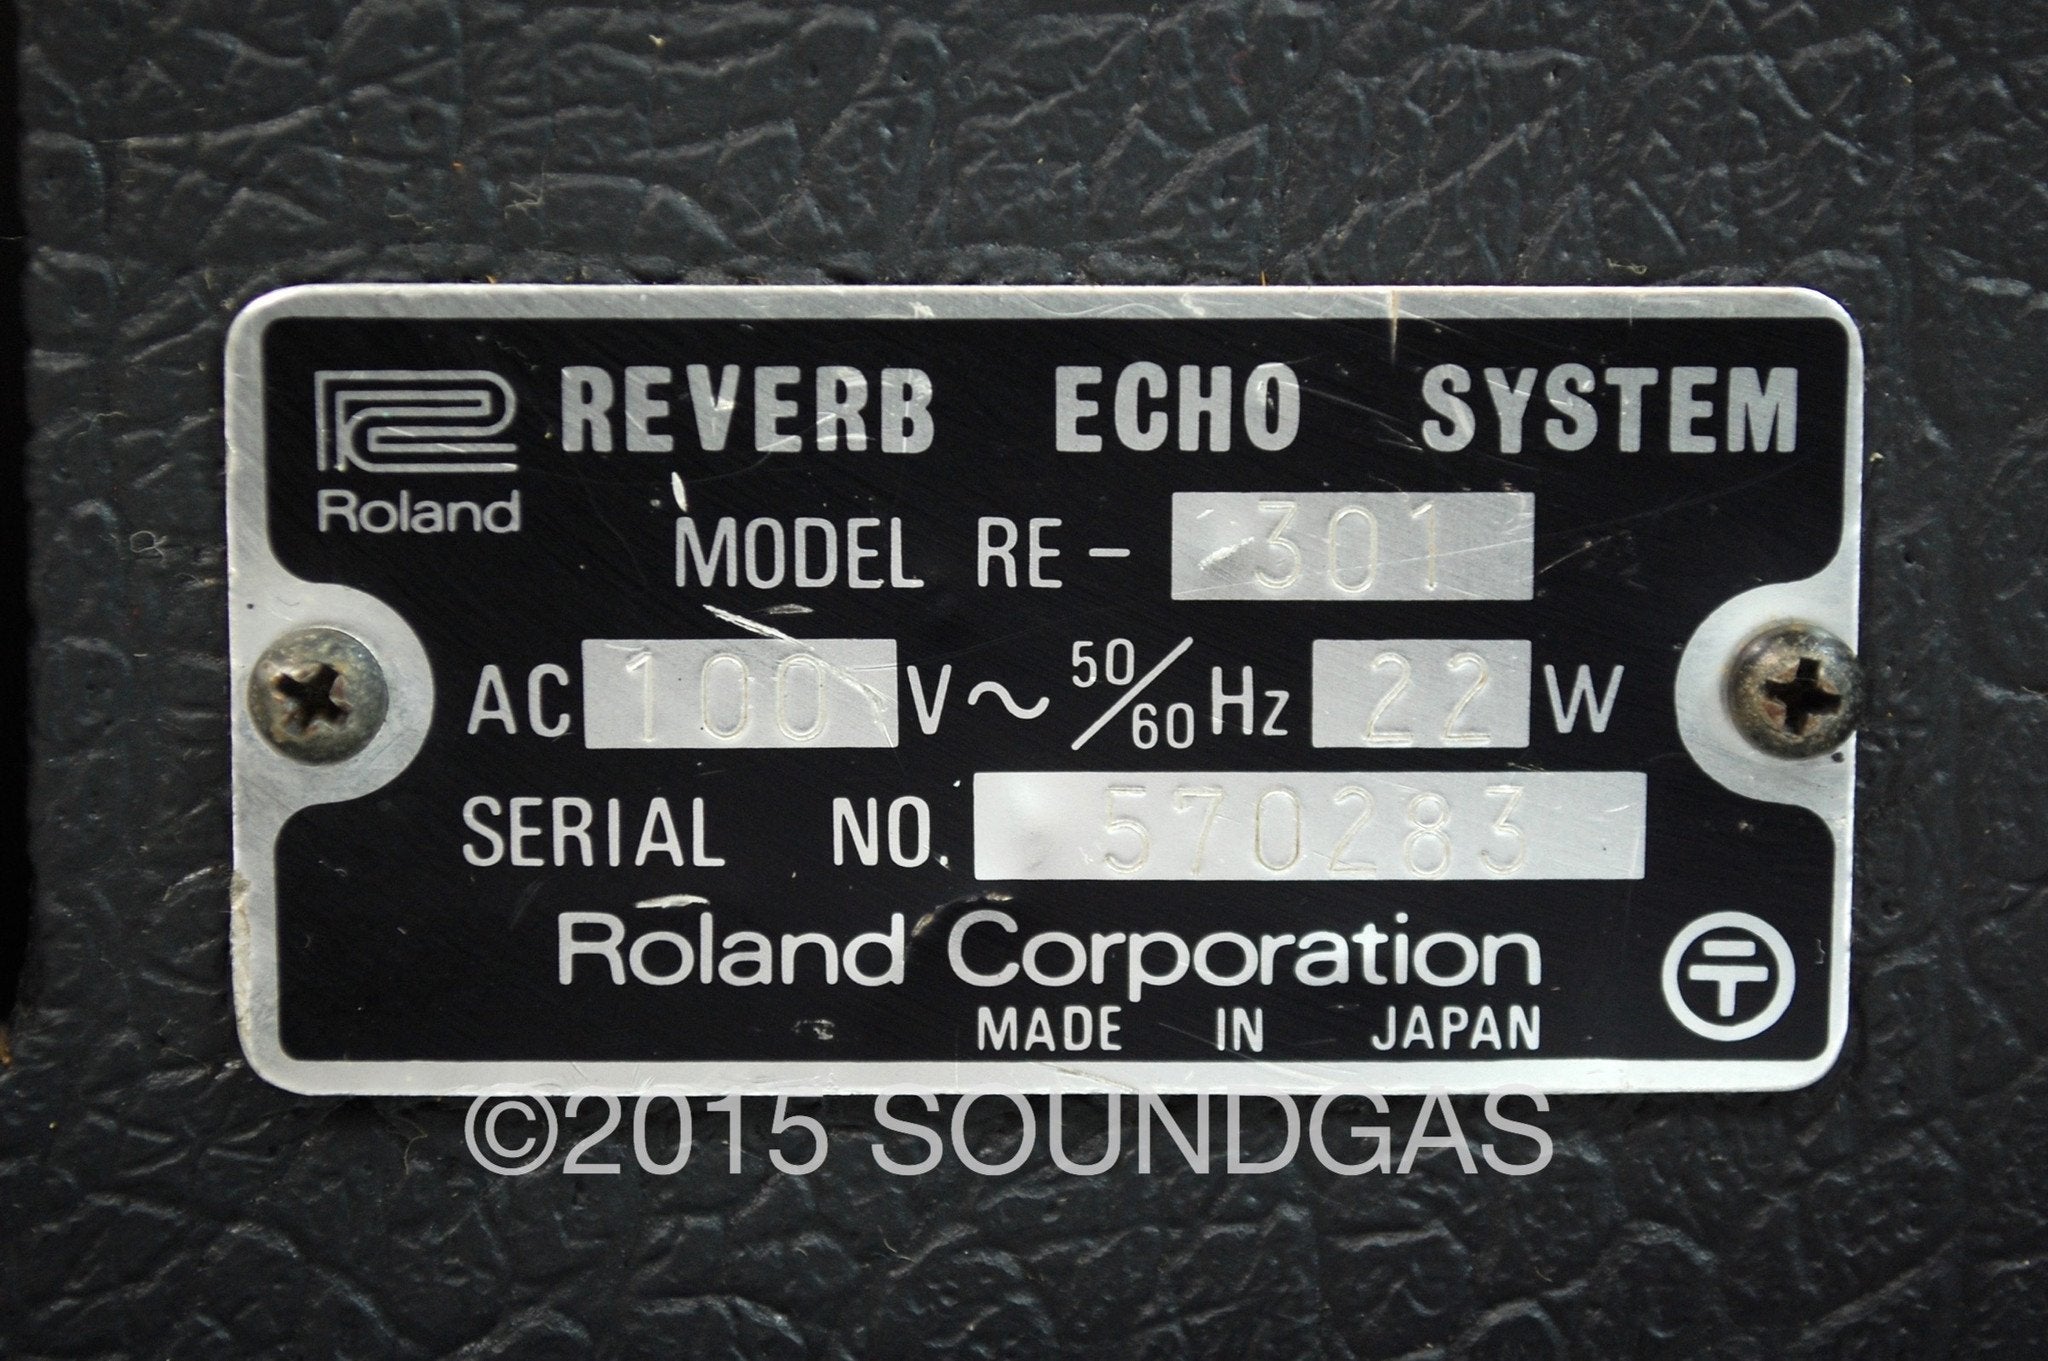 REVERB ECHO SYSTEM
Roland
MODEL RE-301
AC 100 V~ 50/60 Hz 22 W
SERIAL NO. 570283
Roland Corporation
MADE IN JAPAN
©2015 SOUNDGAS